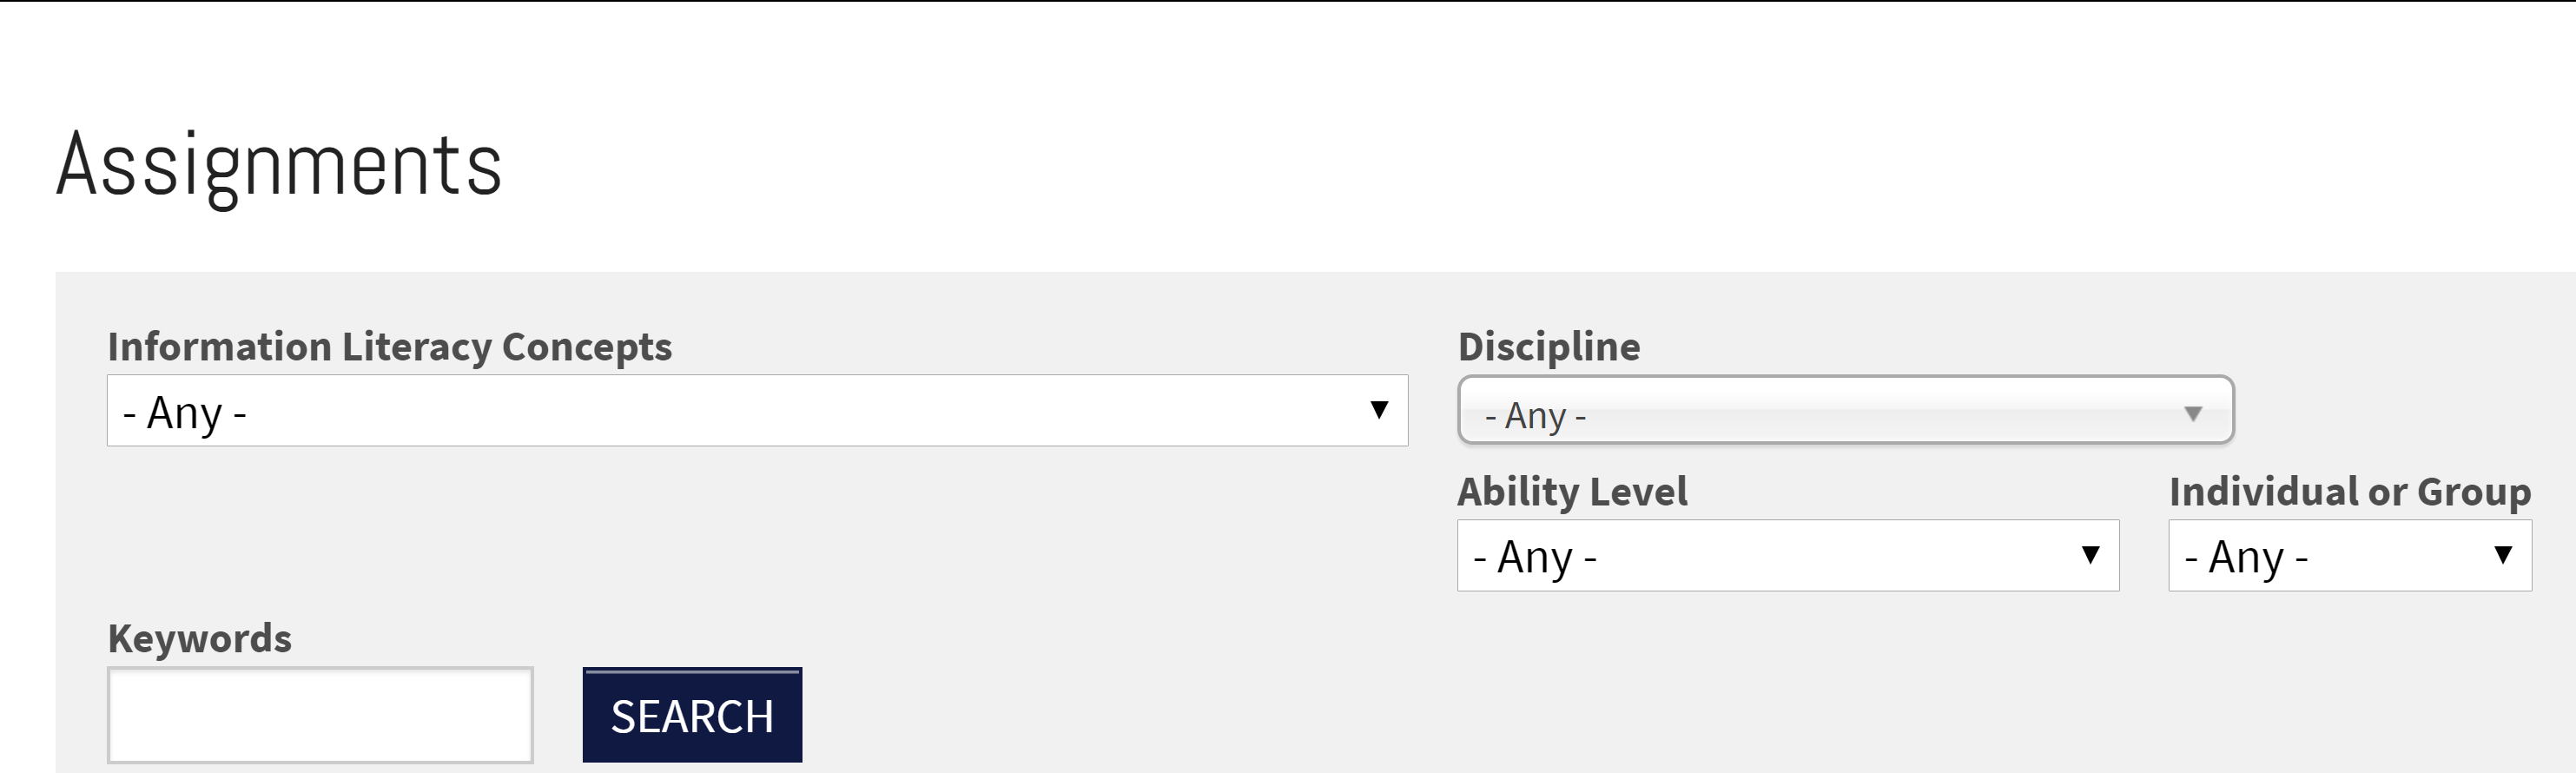 Assignments
Information Literacy Concepts
- Any -
Discipline
- Any -
Ability Level
- Any -
Individual or Group
- Any -
Keywords
SEARCH